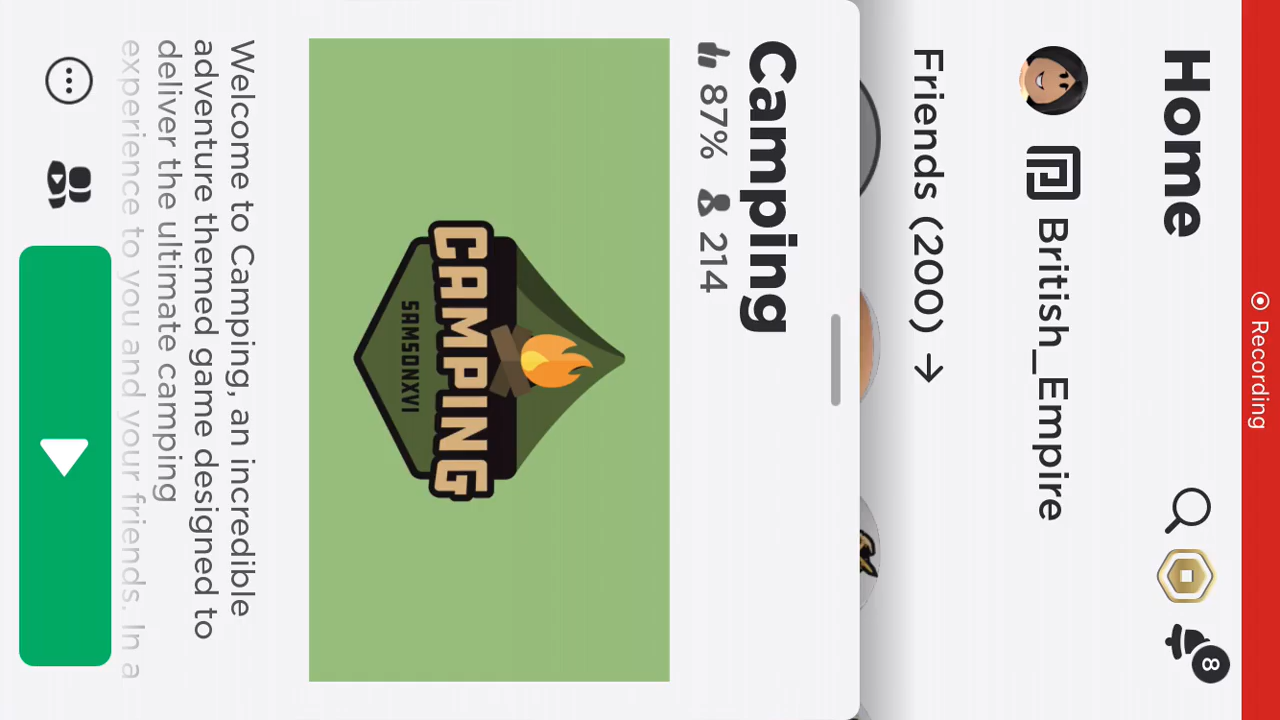 Recording
Home
8
British_Empire
Friends (200) →
Camping
87% 214
CAMPING
SAMSONXVI
Welcome to Camping, an incredible
adventure themed game designed to
deliver the ultimate camping
experience to you and your friends. In a